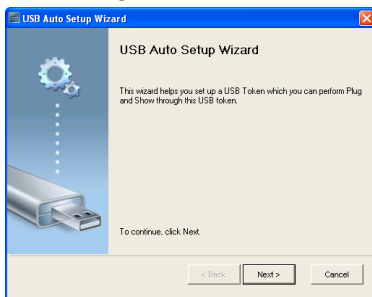 USB Auto Setup Wizard
USB Auto Setup Wizard
This wizard helps you set up a USB Token which you can perform Plug
and Show through this USB token.
To continue, click Next.
< Back
Next >
Cancel